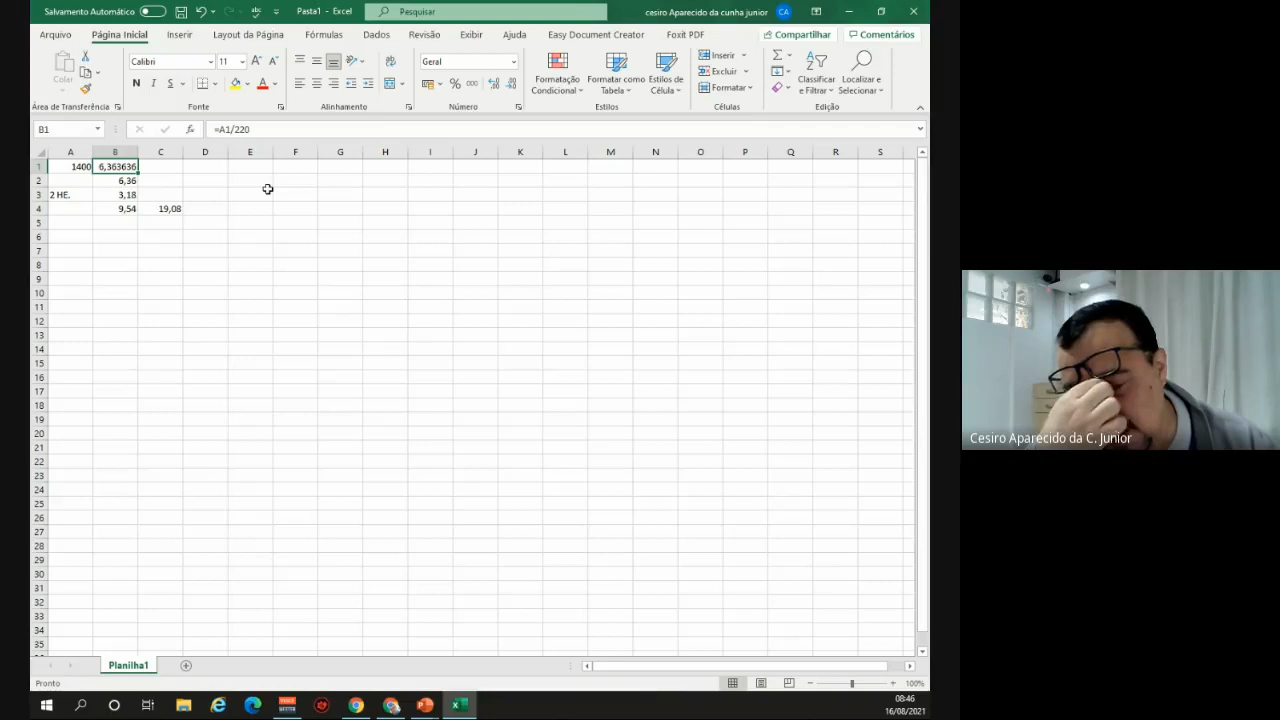 Salvamento Automático
Pasta1 - Excel
Pesquisar
cesiro Aparecido da cunha junior
CA
Arquivo Página Inicial Inserir Layout da Página Fórmulas Dados Revisão Exibir Ajuda Easy Document Creator Foxit PDF Compartilhar Comentários
Colar
Calibri 11
N I S
Geral
Formatação Condicional
Formatar como Tabela
Estilos de Célula
Inserir
Excluir
Formatar
Classificar e Filtrar
Localizar e Selecionar
Área de Transferência Fonte Alinhamento Número Estilos Células Edição
B1 fx =A1/220
A B C D E F G H I J K L M N O P Q R S
1 1400 6,363636
2 6,36
3 2 HE. 3,18
4 9,54 19,08
5
6
7
8
9
10
11
12
13
14
15
16
17
18
19
20
21
22
23
24
25
26
27
28
29
30
31
32
33
34
35
Planilha1
Pronto
100%
08:46
16/08/2021
Cesiro Aparecido da C. Junior